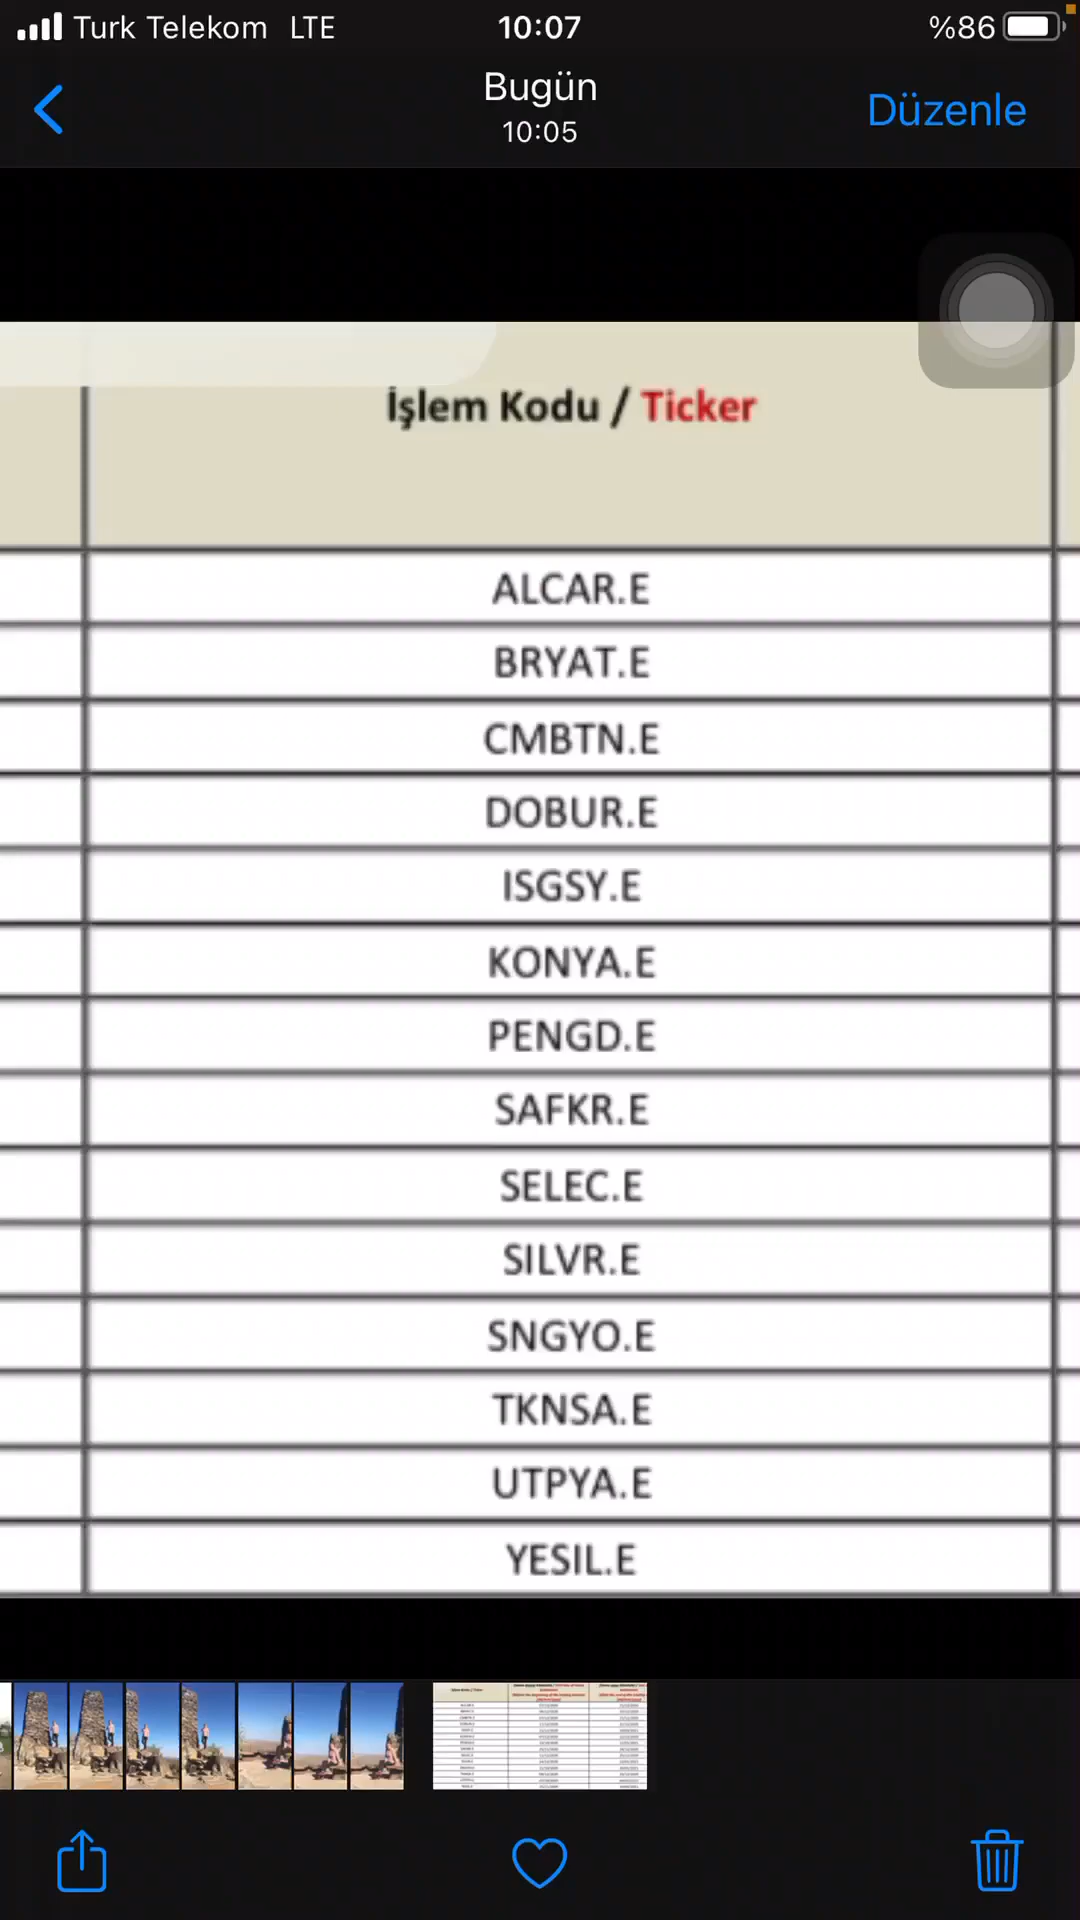 Turk Telekom LTE 10:07 %86
Bugün
10:05
Düzenle
İşlem Kodu / Ticker
ALCAR.E
BRYAT.E
CMBTN.E
DOBUR.E
ISGSY.E
KONYA.E
PENGD.E
SAFKR.E
SELEC.E
SILVR.E
SNGYO.E
TKNSA.E
UTPYA.E
YESIL.E